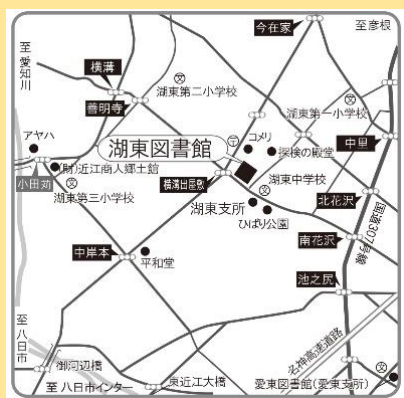 今在家
至彦根
至愛知川
横溝
善明寺
湖東第二小学校
湖東第一小学校
アヤハ
湖東図書館
コメリ
探検の殿堂
中里
小田苅
(財)近江商人郷土館
湖東第三小学校
横溝出屋敷
湖東中学校
北花沢
湖東支所
ひばり公園
国道307号線
南花沢
中岸本
平和堂
池之尻
至八日市
名神高速道路
御河辺橋
至 八日市インター
東近江大橋
愛東図書館(愛東支所)